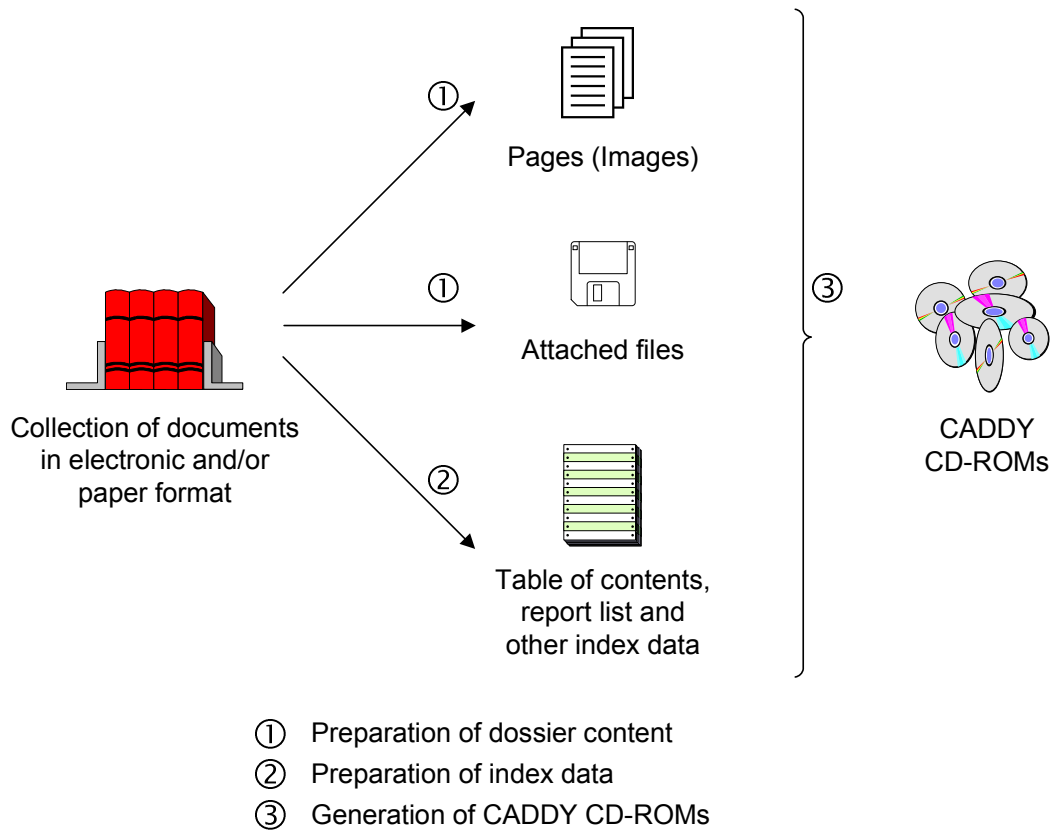 ①
Pages (Images)
①
Attached files
③
Collection of documents
in electronic and/or
paper format
②
CADDY
CD-ROMs
Table of contents,
report list and
other index data
① Preparation of dossier content
② Preparation of index data
③ Generation of CADDY CD-ROMs